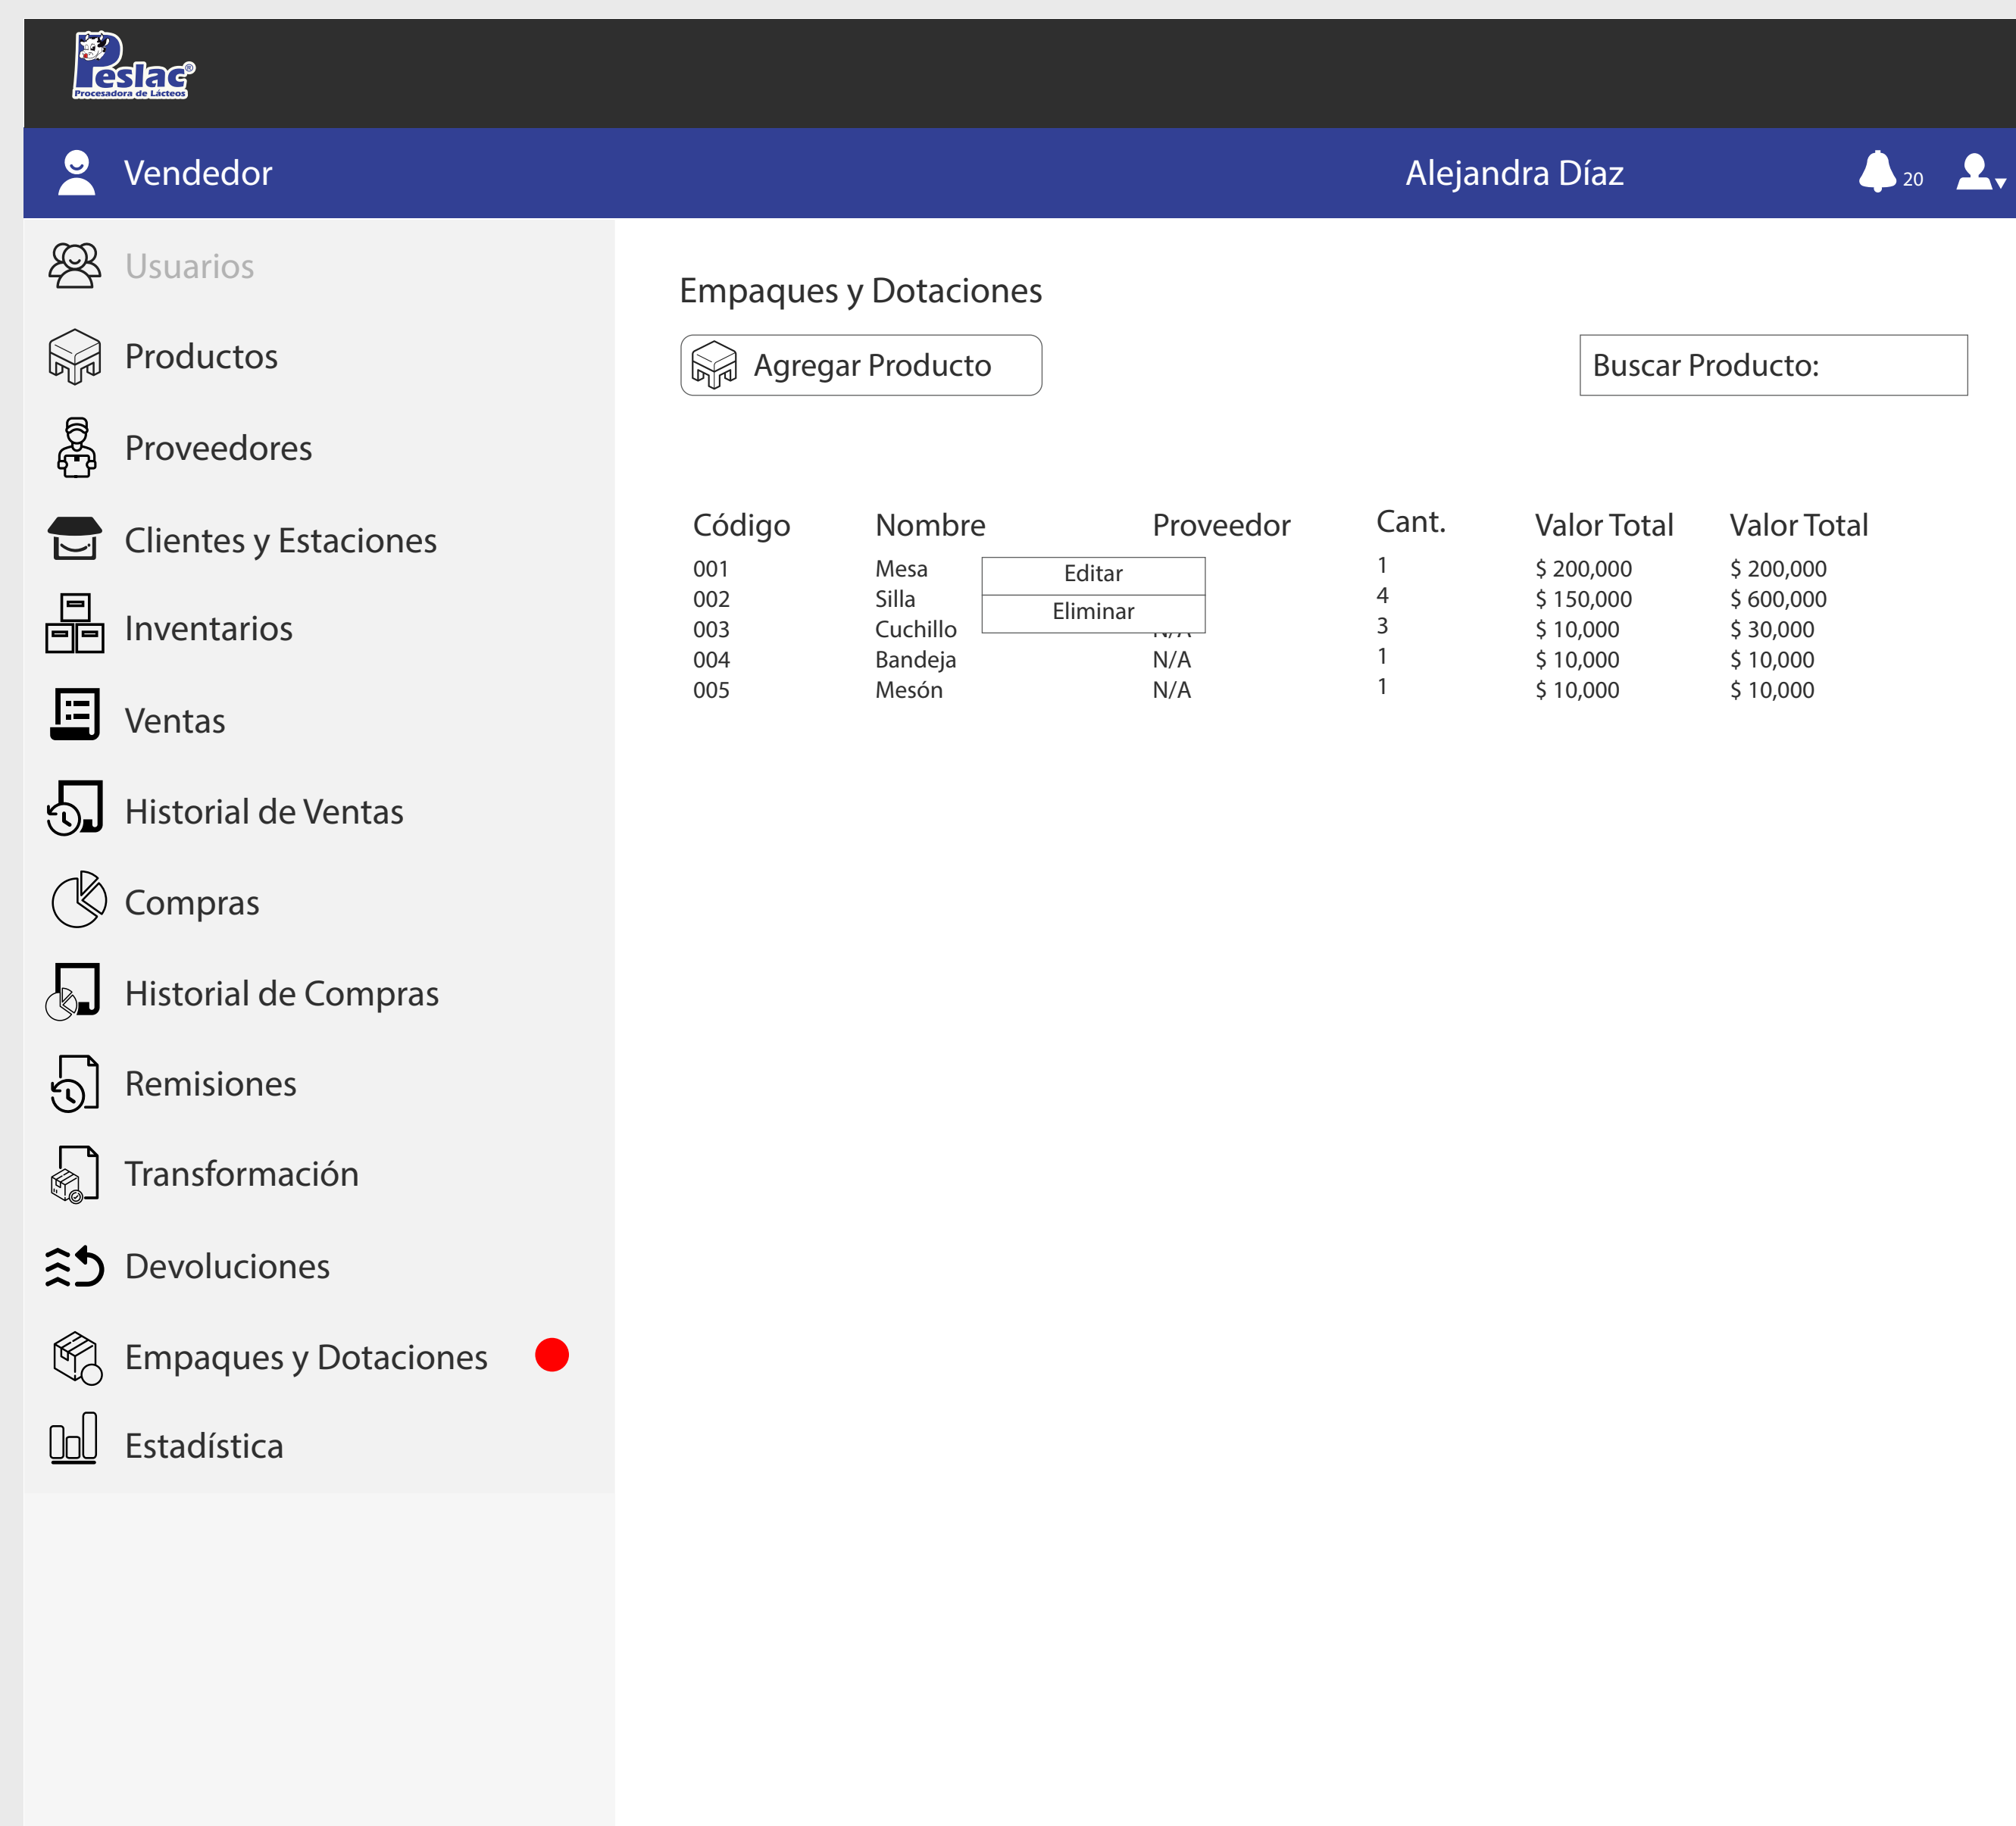 Peslac®
Procesadora de Lácteos
Vendedor
Alejandra Díaz
20
Usuarios
Productos
Proveedores
Clientes y Estaciones
Inventarios
Ventas
Historial de Ventas
Compras
Historial de Compras
Remisiones
Transformación
Devoluciones
Empaques y Dotaciones
Estadística
Empaques y Dotaciones
Agregar Producto
Buscar Producto:
Código Nombre Proveedor Cant. Valor Total Valor Total
001 Mesa 1 $ 200,000 $ 200,000
002 Silla 4 $ 150,000 $ 600,000
003 Cuchillo N/A 3 $ 10,000 $ 30,000
004 Bandeja N/A 1 $ 10,000 $ 10,000
005 Mesón N/A 1 $ 10,000 $ 10,000
Editar
Eliminar